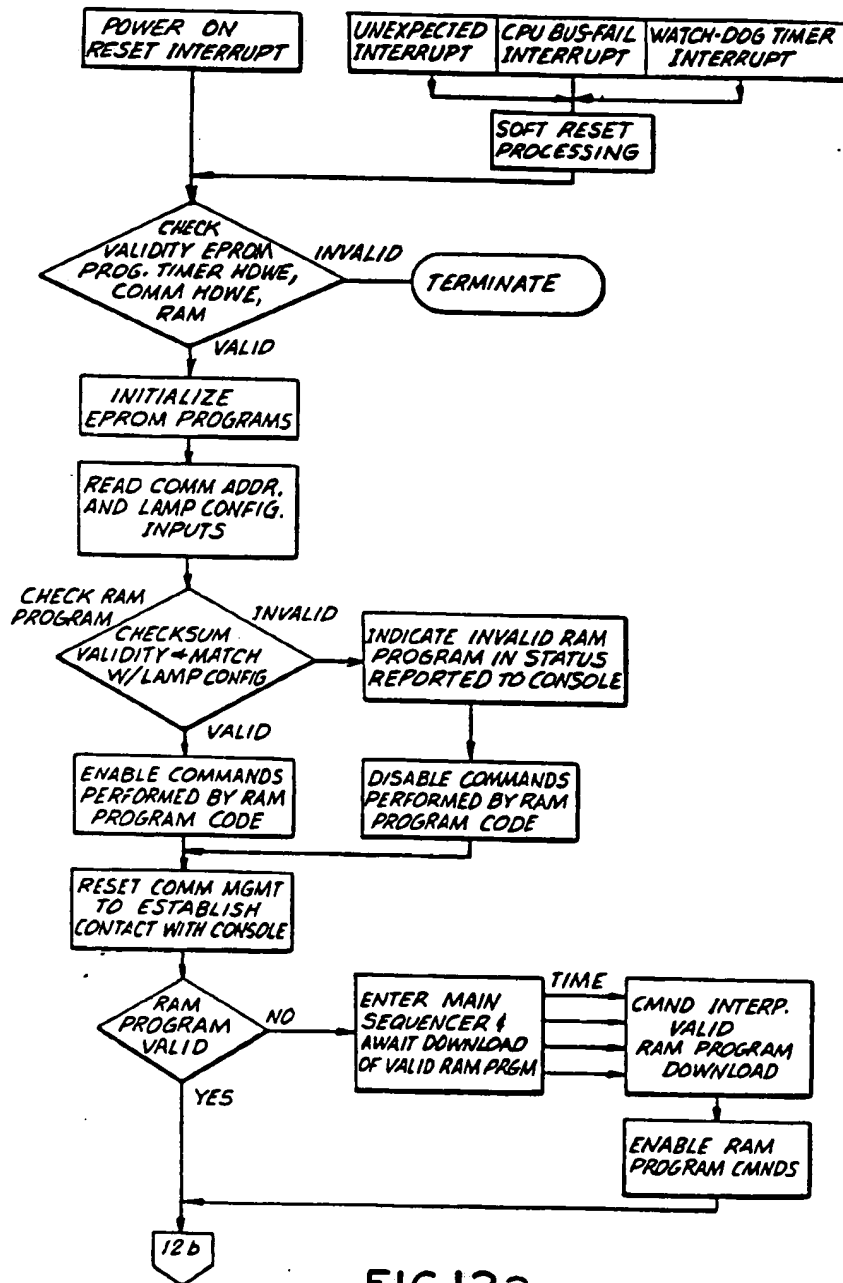 POWER ON
RESET INTERRUPT
UNEXPECTED
INTERRUPT
CPU BUS-FAIL
INTERRUPT
WATCH-DOG TIMER
INTERRUPT
SOFT RESET
PROCESSING
CHECK
VALIDITY EPROM
PROG. TIMER HDWE,
COMM HDWE,
RAM
INVALID
TERMINATE
VALID
INITIALIZE
EPROM PROGRAMS
READ COMM ADDR.
AND LAMP CONFIG.
INPUTS
CHECK RAM
PROGRAM
CHECKSUM
VALIDITY & MATCH
W/LAMP CONFIG
INVALID
INDICATE INVALID RAM
PROGRAM IN STATUS
REPORTED TO CONSOLE
VALID
ENABLE COMMANDS
PERFORMED BY RAM
PROGRAM CODE
DISABLE COMMANDS
PERFORMED BY RAM
PROGRAM CODE
RESET COMM MGMT
TO ESTABLISH
CONTACT WITH CONSOLE
RAM
PROGRAM
VALID
NO
ENTER MAIN
SEQUENCER &
AWAIT DOWNLOAD
OF VALID RAM PRGM
TIME
CMND INTERP.
VALID
RAM PROGRAM
DOWNLOAD
YES
ENABLE RAM
PROGRAM CMNDS
12b
FIG.12a